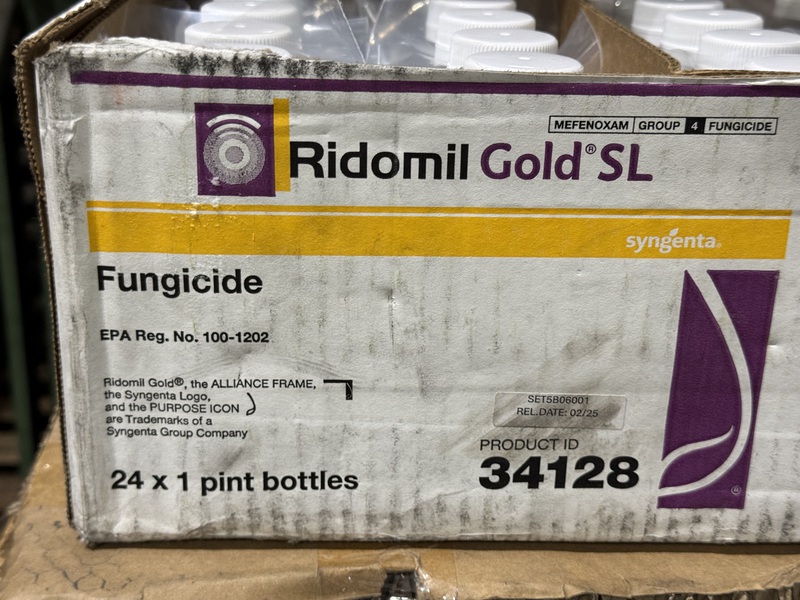 MEFENOXAM GROUP 4 FUNGICIDE
Ridomil Gold® SL
syngenta®
Fungicide
EPA Reg. No. 100-1202
Ridomil Gold®, the ALLIANCE FRAME,
the Syngenta Logo,
and the PURPOSE ICON
are Trademarks of a
Syngenta Group Company
SET5B06001
REL.DATE: 02/25
PRODUCT ID
34128
24 x 1 pint bottles
®